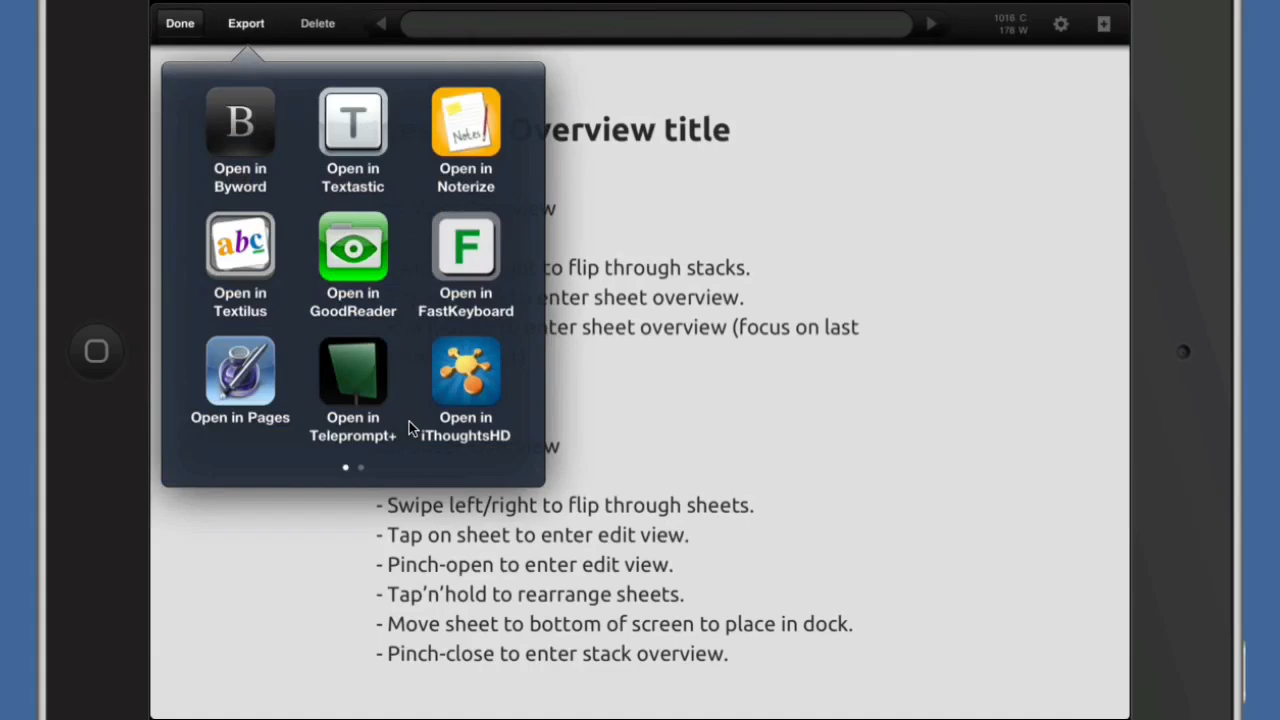 Done Export Delete
1016 C
178 W
B T Notes
Open in Byword
Open in Textastic
Open in Noterize
abc F
Open in Textilus
Open in GoodReader
Open in FastKeyboard
Open in Pages
Open in Teleprompt+
Open in iThoughtsHD
Overview title
to flip through stacks.
enter sheet overview.
enter sheet overview (focus on last
- Swipe left/right to flip through sheets.
- Tap on sheet to enter edit view.
- Pinch-open to enter edit view.
- Tap’n’hold to rearrange sheets.
- Move sheet to bottom of screen to place in dock.
- Pinch-close to enter stack overview.